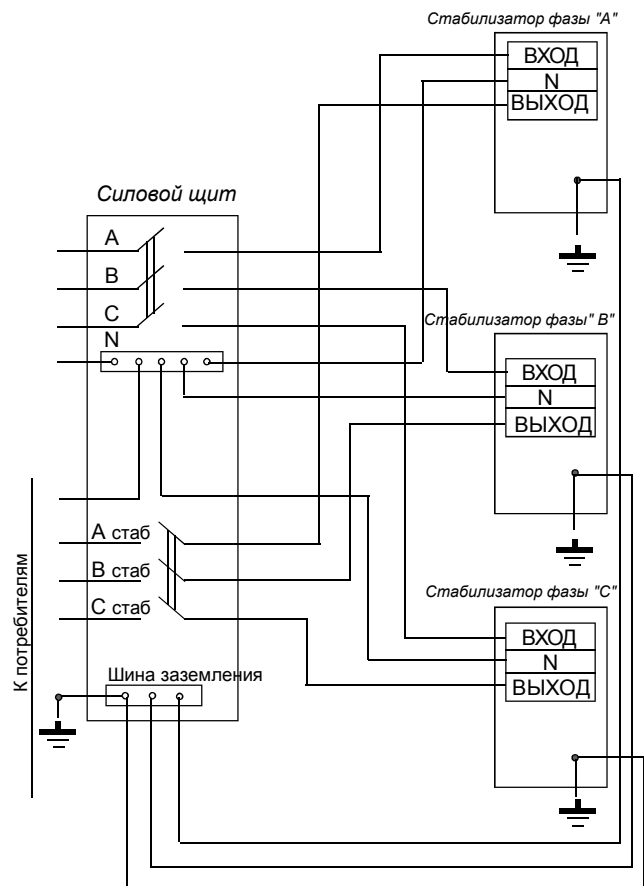 Стабилизатор фазы "А"
ВХОД
N
ВЫХОД
Силовой щит
A
B
C
N
Стабилизатор фазы" В"
ВХОД
N
ВЫХОД
А стаб
В стаб
С стаб
К потребителям
Шина заземления
Стабилизатор фазы "С"
ВХОД
N
ВЫХОД